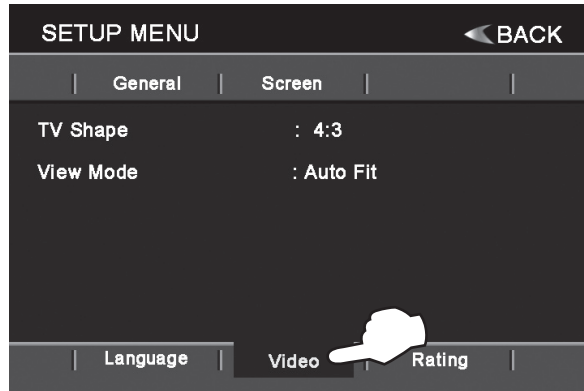 SETUP MENU BACK
General Screen
TV Shape : 4:3
View Mode : Auto Fit
Language Video Rating